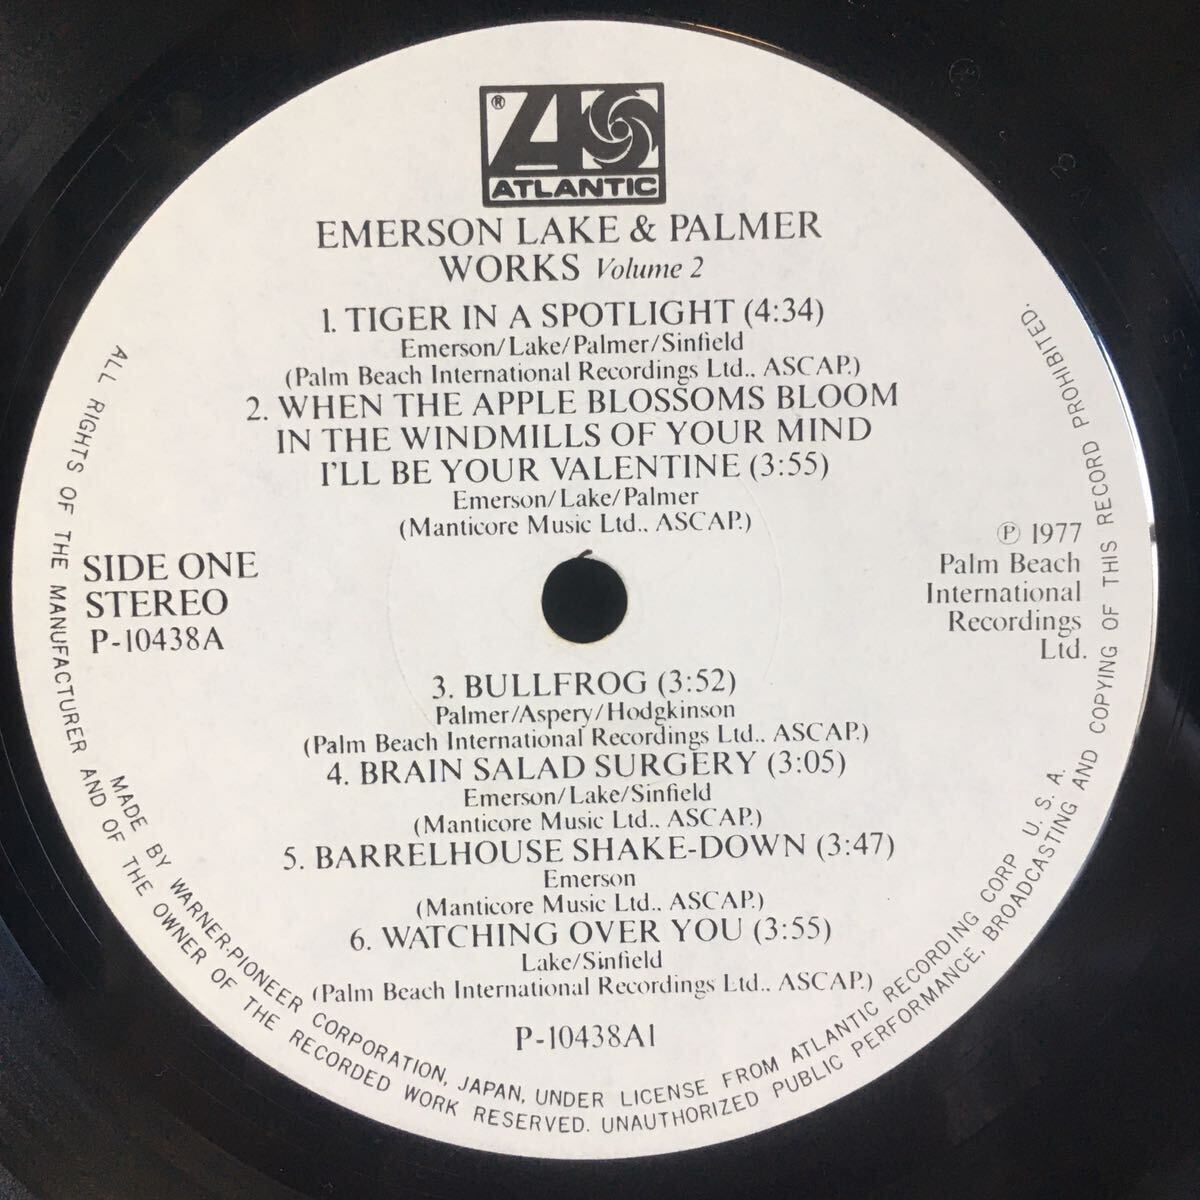 ®
ATLANTIC
EMERSON LAKE & PALMER
WORKS Volume 2
1. TIGER IN A SPOTLIGHT (4:34)
Emerson/Lake/Palmer/Sinfield
(Palm Beach International Recordings Ltd., ASCAP.)
2. WHEN THE APPLE BLOSSOMS BLOOM
IN THE WINDMILLS OF YOUR MIND
I'LL BE YOUR VALENTINE (3:55)
Emerson/Lake/Palmer
(Manticore Music Ltd., ASCAP.)
SIDE ONE
STEREO
P-10438A
℗ 1977
Palm Beach
International
Recordings
Ltd.
3. BULLFROG (3:52)
Palmer/Aspery/Hodgkinson
(Palm Beach International Recordings Ltd., ASCAP.)
4. BRAIN SALAD SURGERY (3:05)
Emerson/Lake/Sinfield
(Manticore Music Ltd., ASCAP.)
5. BARRELHOUSE SHAKE-DOWN (3:47)
Emerson
(Manticore Music Ltd., ASCAP.)
6. WATCHING OVER YOU (3:55)
Lake/Sinfield
(Palm Beach International Recordings Ltd., ASCAP.)
P-10438A1
MADE BY WARNER-PIONEER CORPORATION, JAPAN, UNDER LICENSE FROM ATLANTIC RECORDING CORP. U. S. A.
ALL RIGHTS OF THE MANUFACTURER AND OF THE OWNER OF THE RECORDED WORK RESERVED. UNAUTHORIZED PUBLIC PERFORMANCE, BROADCASTING AND COPYING OF THIS RECORD PROHIBITED.